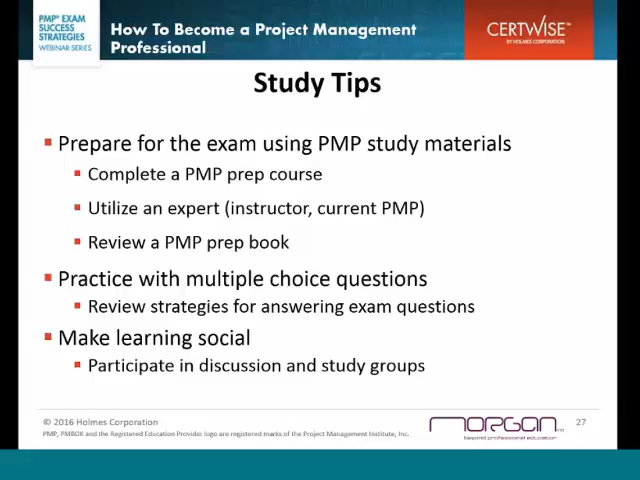 PMP® EXAM
SUCCESS
STRATEGIES
WEBINAR SERIES
How To Become a Project Management
Professional
CERTWISE™
BY HOLMES CORPORATION
Study Tips
Prepare for the exam using PMP study materials
Complete a PMP prep course
Utilize an expert (instructor, current PMP)
Review a PMP prep book
Practice with multiple choice questions
Review strategies for answering exam questions
Make learning social
Participate in discussion and study groups
© 2016 Holmes Corporation
PMP, PMBOK and the Registered Education Provider logo are registered marks of the Project Management Institute, Inc.
morgan
beyond professional education
27